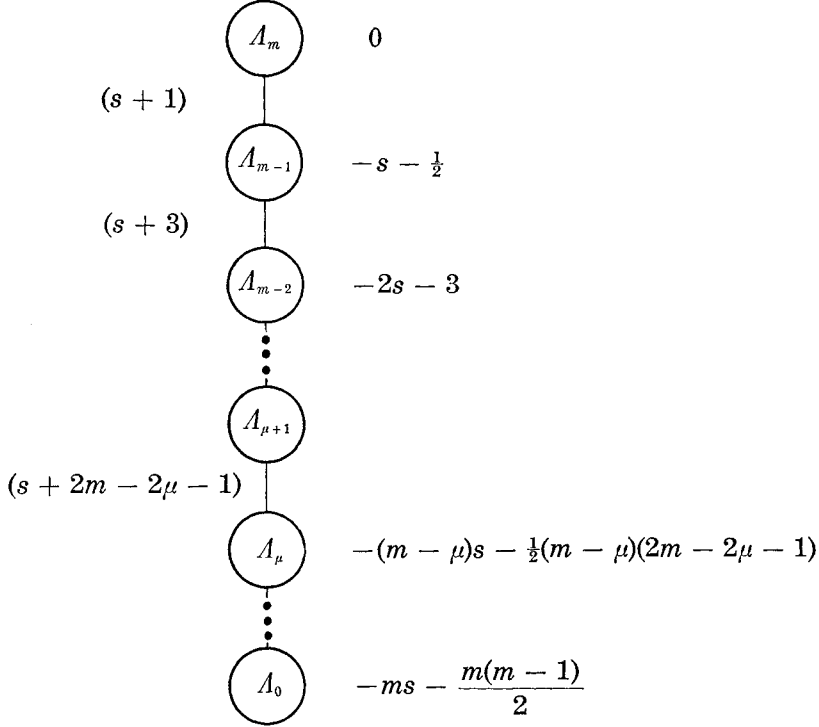 Λ_m 0
(s + 1)
Λ_{m-1} −s − ½
(s + 3)
Λ_{m-2} −2s − 3
Λ_{μ+1}
(s + 2m − 2μ − 1)
Λ_μ −(m − μ)s − ½(m − μ)(2m − 2μ − 1)
Λ_0 −ms − m(m − 1)/2